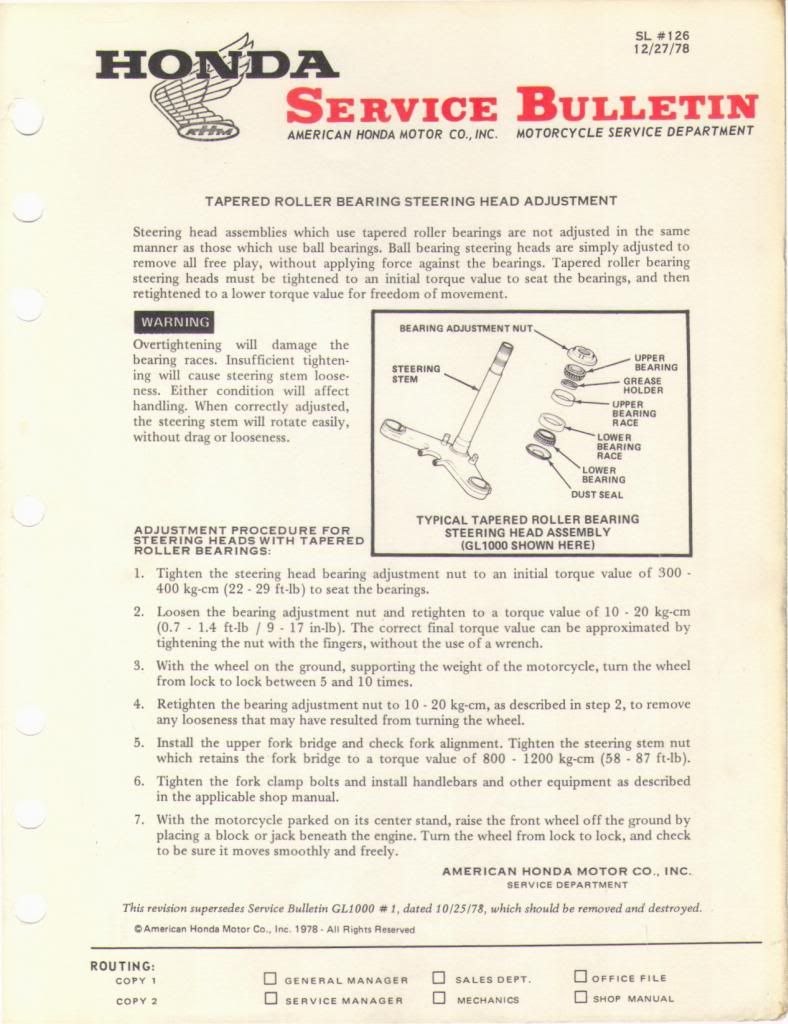 SL #126
12/27/78
HONDA
SERVICE BULLETIN
AMERICAN HONDA MOTOR CO., INC. MOTORCYCLE SERVICE DEPARTMENT
TAPERED ROLLER BEARING STEERING HEAD ADJUSTMENT
Steering head assemblies which use tapered roller bearings are not adjusted in the same
manner as those which use ball bearings. Ball bearing steering heads are simply adjusted to
remove all free play, without applying force against the bearings. Tapered roller bearing
steering heads must be tightened to an initial torque value to seat the bearings, and then
retightened to a lower torque value for freedom of movement.
WARNING
Overtightening will damage the
bearing races. Insufficient tighten-
ing will cause steering stem loose-
ness. Either condition will affect
handling. When correctly adjusted,
the steering stem will rotate easily,
without drag or looseness.
BEARING ADJUSTMENT NUT
STEERING
STEM
UPPER
BEARING
GREASE
HOLDER
UPPER
BEARING
RACE
LOWER
BEARING
RACE
LOWER
BEARING
DUST SEAL
TYPICAL TAPERED ROLLER BEARING
STEERING HEAD ASSEMBLY
(GL1000 SHOWN HERE)
ADJUSTMENT PROCEDURE FOR
STEERING HEADS WITH TAPERED
ROLLER BEARINGS:
1. Tighten the steering head bearing adjustment nut to an initial torque value of 300 -
400 kg-cm (22 - 29 ft-lb) to seat the bearings.
2. Loosen the bearing adjustment nut and retighten to a torque value of 10 - 20 kg-cm
(0.7 - 1.4 ft-lb / 9 - 17 in-lb). The correct final torque value can be approximated by
tightening the nut with the fingers, without the use of a wrench.
3. With the wheel on the ground, supporting the weight of the motorcycle, turn the wheel
from lock to lock between 5 and 10 times.
4. Retighten the bearing adjustment nut to 10 - 20 kg-cm, as described in step 2, to remove
any looseness that may have resulted from turning the wheel.
5. Install the upper fork bridge and check fork alignment. Tighten the steering stem nut
which retains the fork bridge to a torque value of 800 - 1200 kg-cm (58 - 87 ft-lb).
6. Tighten the fork clamp bolts and install handlebars and other equipment as described
in the applicable shop manual.
7. With the motorcycle parked on its center stand, raise the front wheel off the ground by
placing a block or jack beneath the engine. Turn the wheel from lock to lock, and check
to be sure it moves smoothly and freely.
AMERICAN HONDA MOTOR CO., INC.
SERVICE DEPARTMENT
This revision supersedes Service Bulletin GL1000 # 1, dated 10/25/78, which should be removed and destroyed.
©American Honda Motor Co., Inc. 1978 - All Rights Reserved
ROUTING:
COPY 1 GENERAL MANAGER SALES DEPT. OFFICE FILE
COPY 2 SERVICE MANAGER MECHANICS SHOP MANUAL